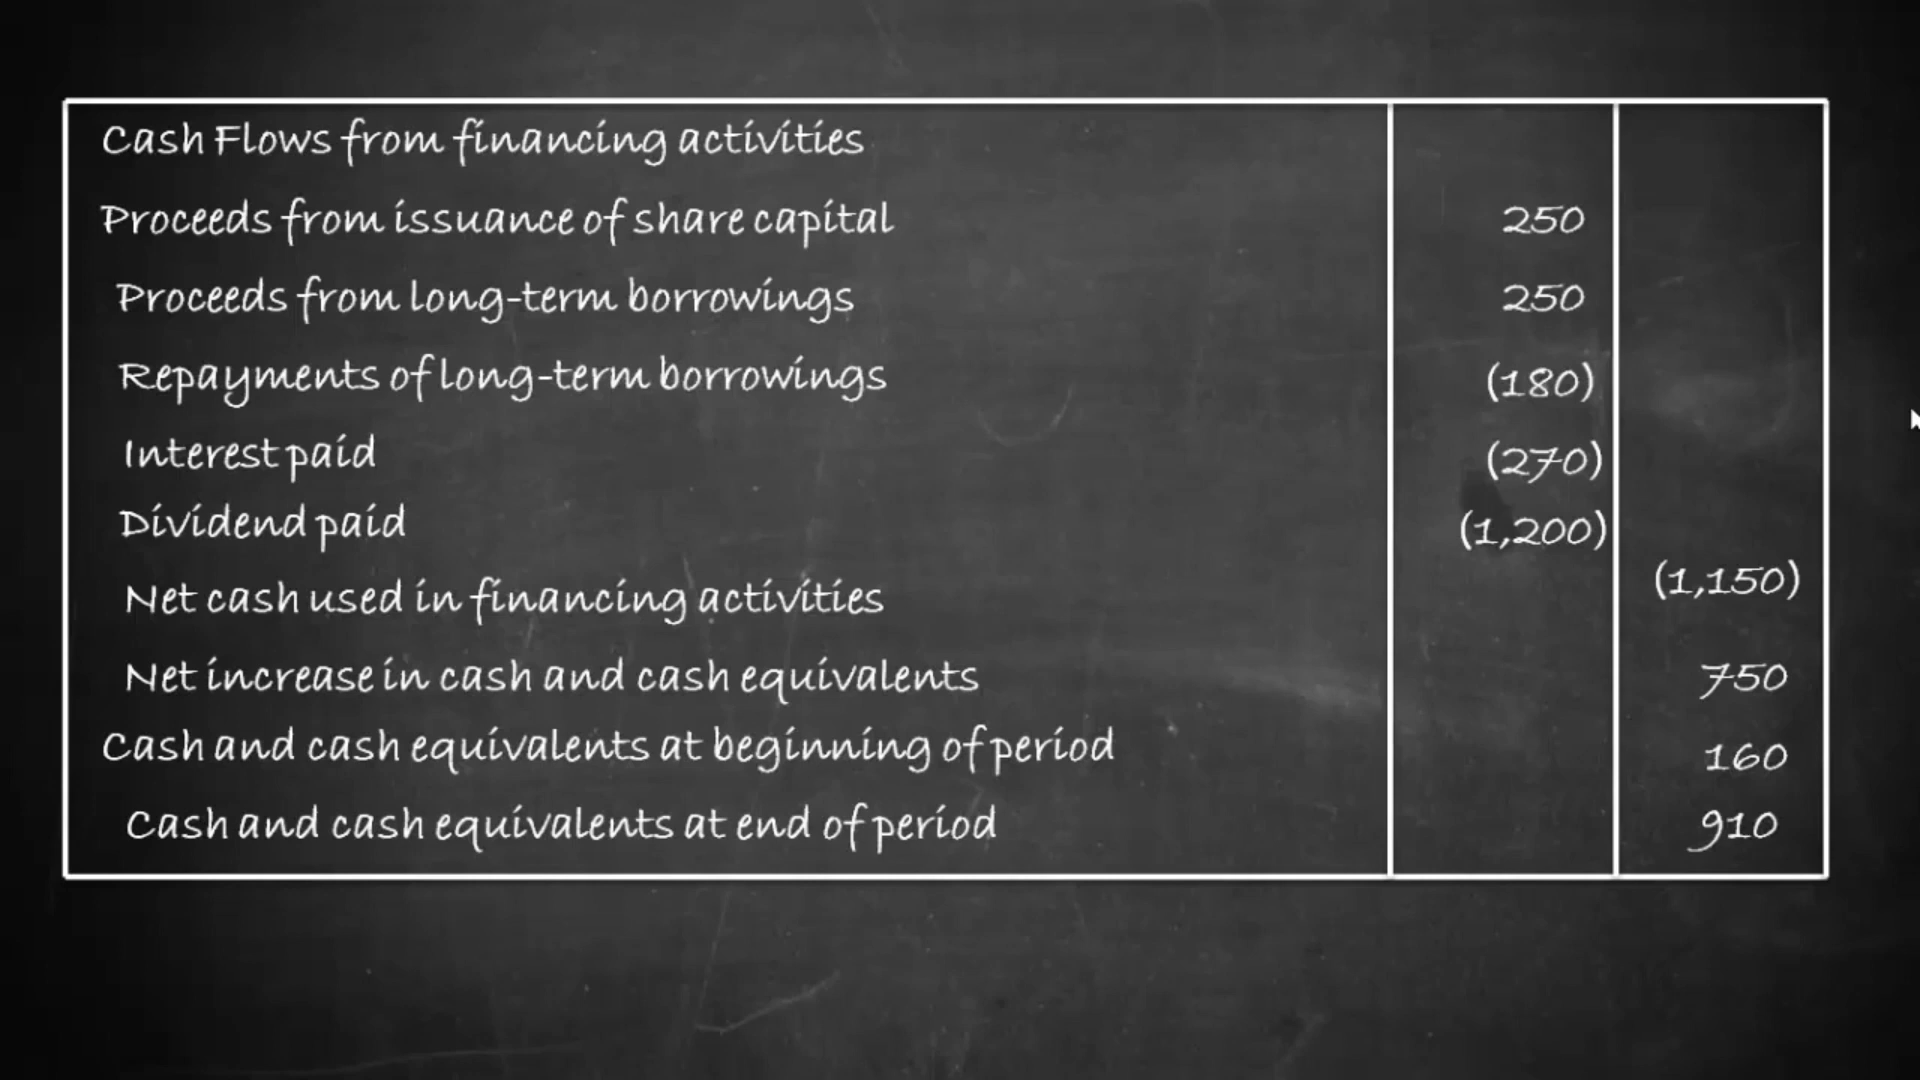 Cash Flows from financing activities
Proceeds from issuance of share capital 250
Proceeds from long-term borrowings 250
Repayments of long-term borrowings (180)
Interest paid (270)
Dividend paid (1,200)
Net cash used in financing activities (1,150)
Net increase in cash and cash equivalents 750
Cash and cash equivalents at beginning of period 160
Cash and cash equivalents at end of period 910